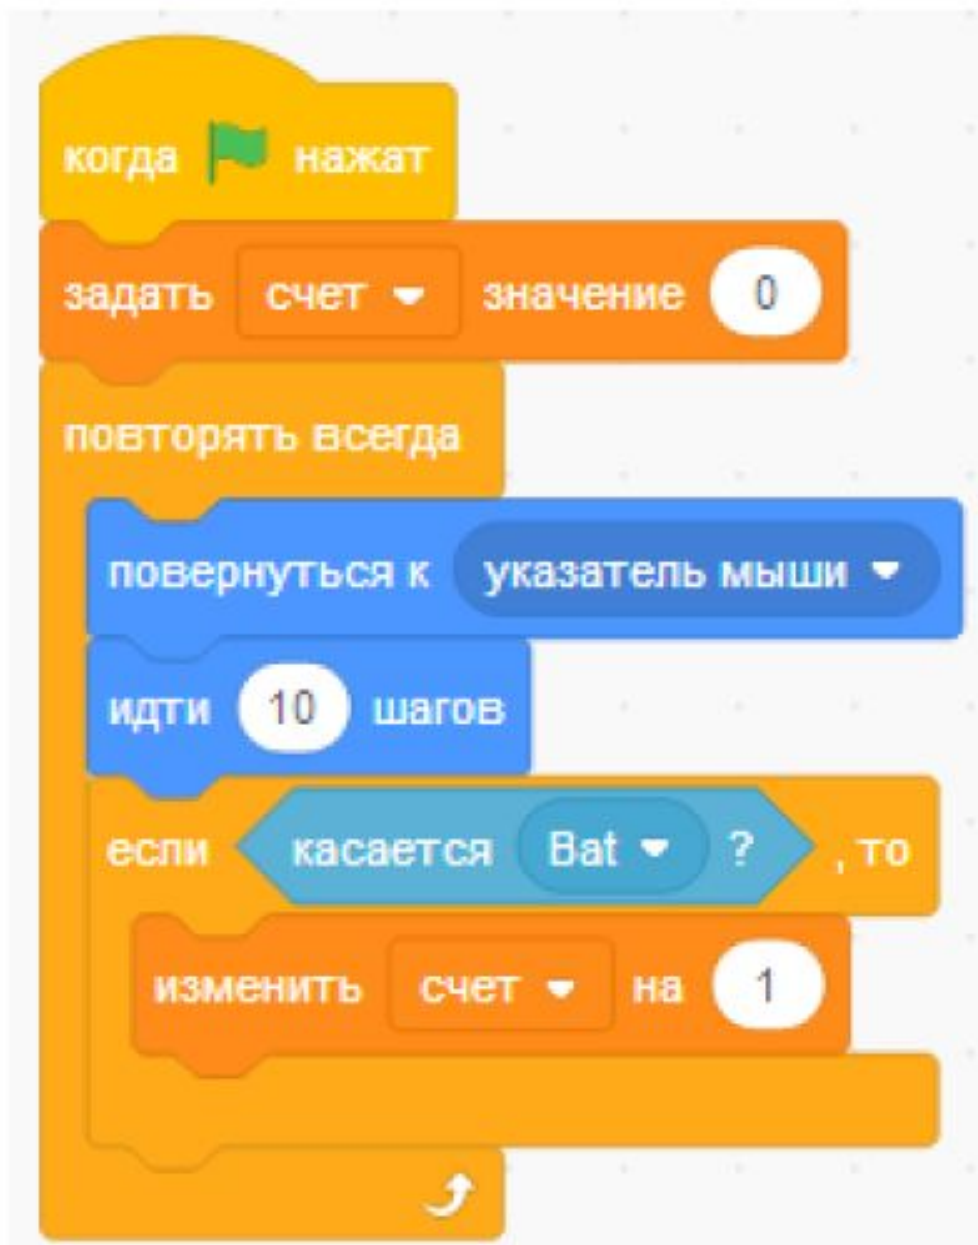 когда нажат
задать счет значение 0
повторять всегда
повернуться к указатель мыши
идти 10 шагов
если касается Bat ? , то
изменить счет на 1